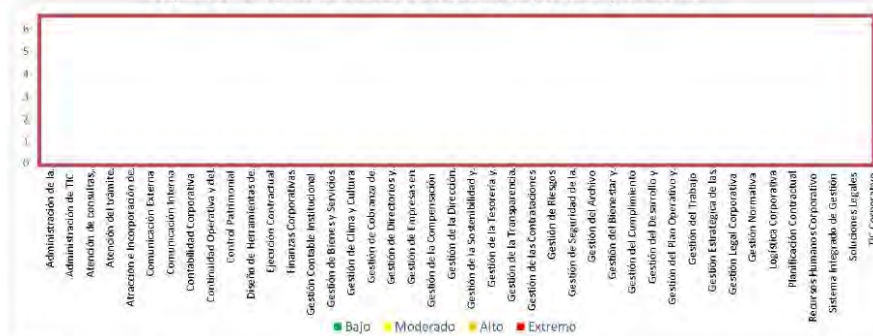 6
5
4
3
2
1
0
Administración de la.
Administración de TIC
Atención de consultas,
Atención del trámite.
Atracción e Incorporación de.
Comunicación Externa
Comunicación Interna
Contabilidad Corporativa
Continuidad Operativa y del
Control Patrimonial
Diseño de Herramientas de.
Ejecución Contractual
Finanzas Corporativas
Gestión Contable Institucional
Gestión de Bienes y Servicios
Gestión de Clima y Cultura
Gestión de Cobranza de.
Gestión de Directorios y.
Gestión de Empresas en
Gestión de la Compensación
Gestión de la Dirección.
Gestión de la Sostenibilidad y.
Gestión de la Tesorería y.
Gestión de la Transparencia,
Gestión de las Contrataciones
Gestión de Riesgos
Gestión de Seguridad de la.
Gestión del Archivo
Gestión del Bienestar y.
Gestión del Cumplimiento
Gestión del Desarrollo y
Gestión del Plan Operativo y.
Gestión del Trabajo
Gestión Estratégica de las
Gestión Legal Corporativa
Gestión Normativa
Logística Corporativa
Planificación Contractual
Recursos Humanos Corporativo
Sistema Integrado de Gestión
Soluciones Legales
TIC Corporativo
Bajo Moderado Alto Extremo